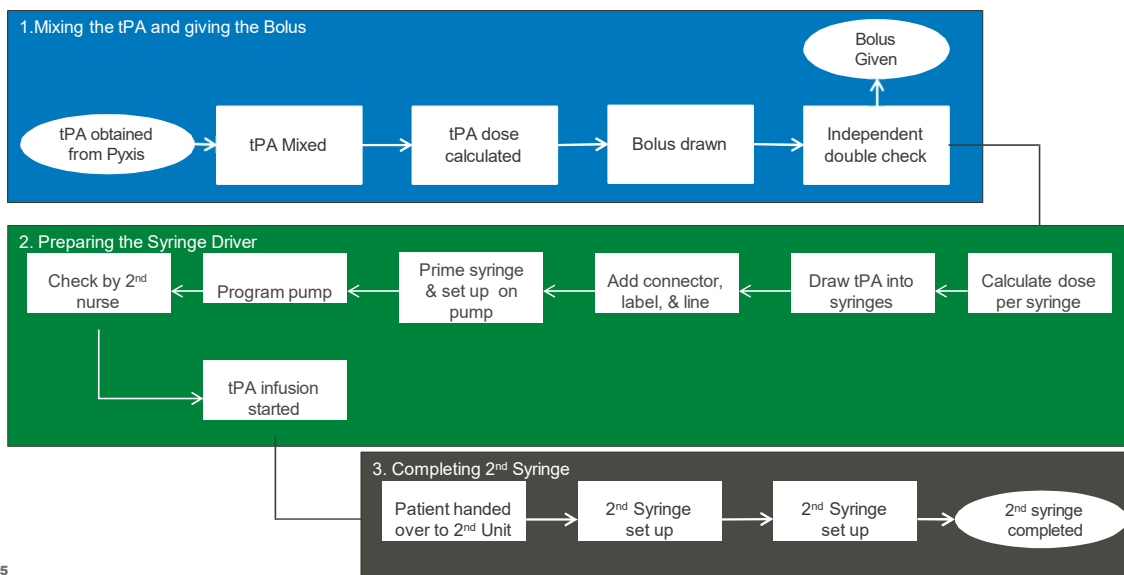 1.Mixing the tPA and giving the Bolus
Bolus
Given
tPA obtained
from Pyxis
tPA Mixed
tPA dose
calculated
Bolus drawn
Independent
double check
2. Preparing the Syringe Driver
Check by 2nd
nurse
Program pump
Prime syringe
& set up on
pump
Add connector,
label, & line
Draw tPA into
syringes
Calculate dose
per syringe
tPA infusion
started
3. Completing 2nd Syringe
Patient handed
over to 2nd Unit
2nd Syringe
set up
2nd Syringe
set up
2nd syringe
completed
5